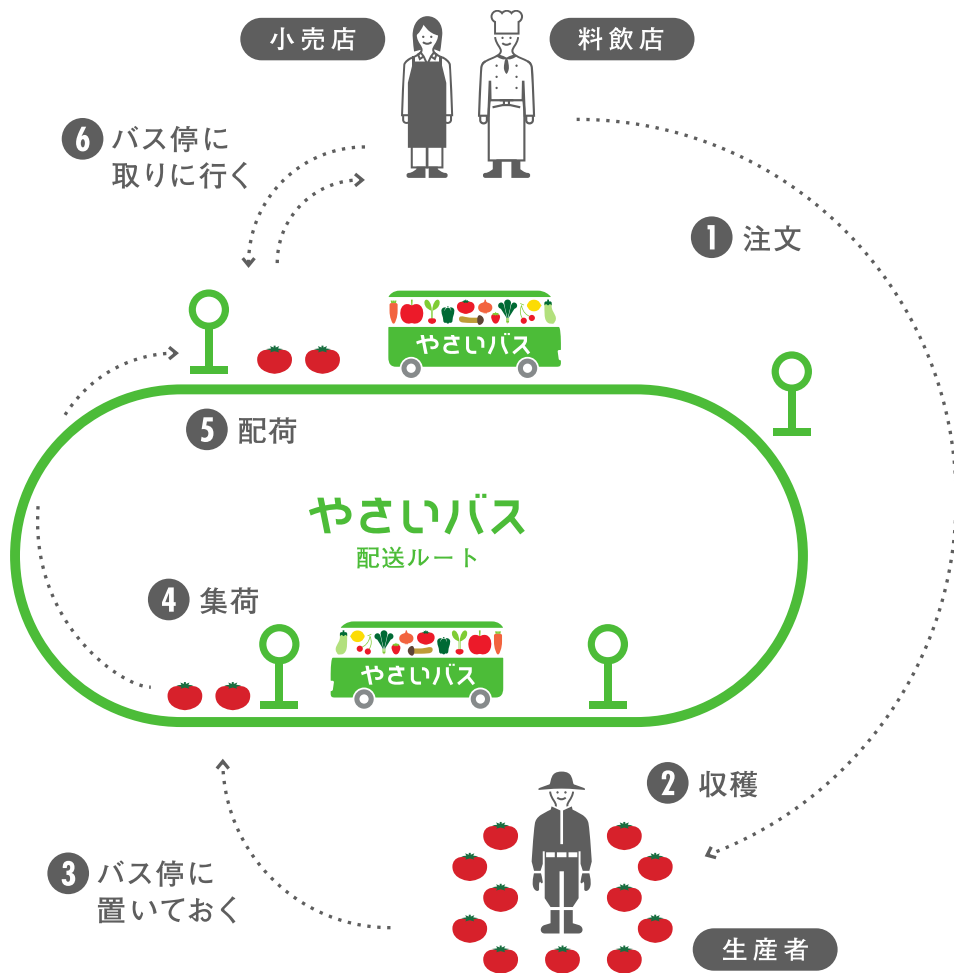 小売店
料飲店
6 バス停に
取りに行く
1 注文
やさいバス
5 配荷
やさいバス
配送ルート
4 集荷
やさいバス
2 収穫
3 バス停に
置いておく
生産者